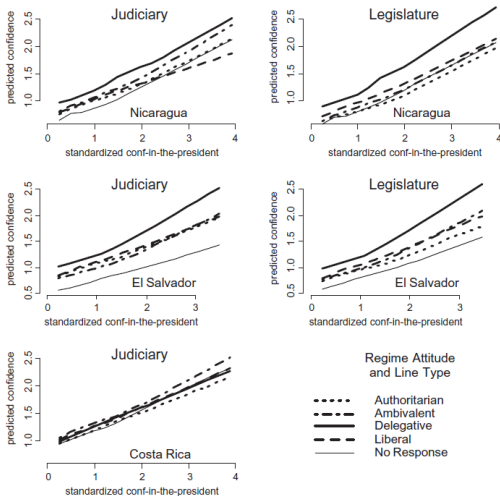 Judiciary
predicted confidence
1.0 1.5 2.0 2.5
Nicaragua
0 1 2 3 4
standardized conf-in-the-president
Legislature
predicted confidence
1.0 1.5 2.0 2.5
Nicaragua
0 1 2 3 4
standardized conf-in-the-president
Judiciary
predicted confidence
0.5 1.0 1.5 2.0 2.5
El Salvador
0 1 2 3
standardized conf-in-the-president
Legislature
predicted confidence
0.5 1.0 1.5 2.0 2.5
El Salvador
0 1 2 3
standardized conf-in-the-president
Judiciary
predicted confidence
1.0 1.5 2.0 2.5
Costa Rica
0 1 2 3 4
standardized conf-in-the-president
Regime Attitude
and Line Type
Authoritarian
Ambivalent
Delegative
Liberal
No Response